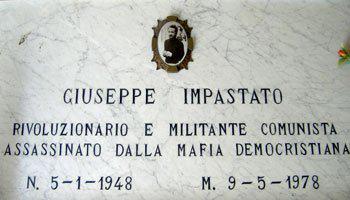 GIUSEPPE IMPASTATO
RIVOLUZIONARIO E MILITANTE COMUNISTA
ASSASSINATO DALLA MAFIA DEMOCRISTIANA
N. 5-1-1948 M. 9-5-1978